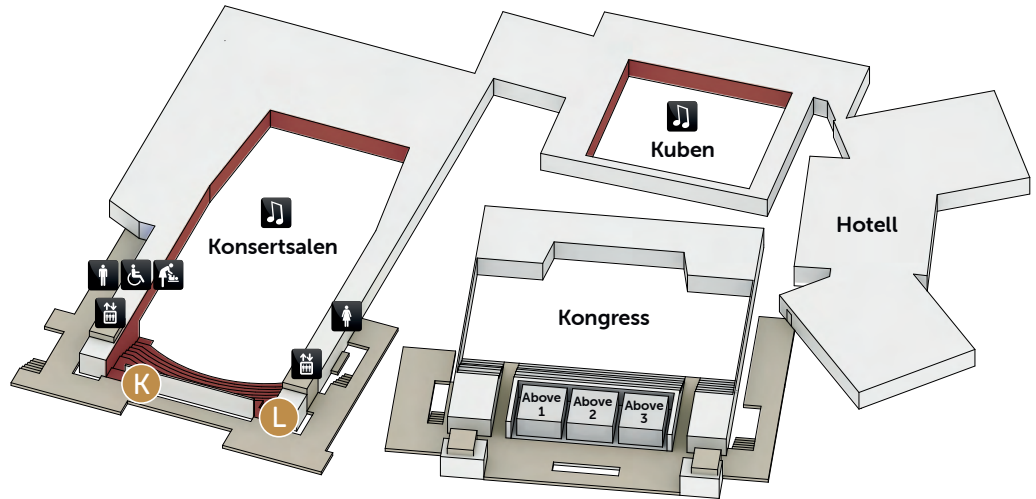 Kuben
Hotell
Konsertsalen
Kongress
K
L
Above
1
Above
2
Above
3